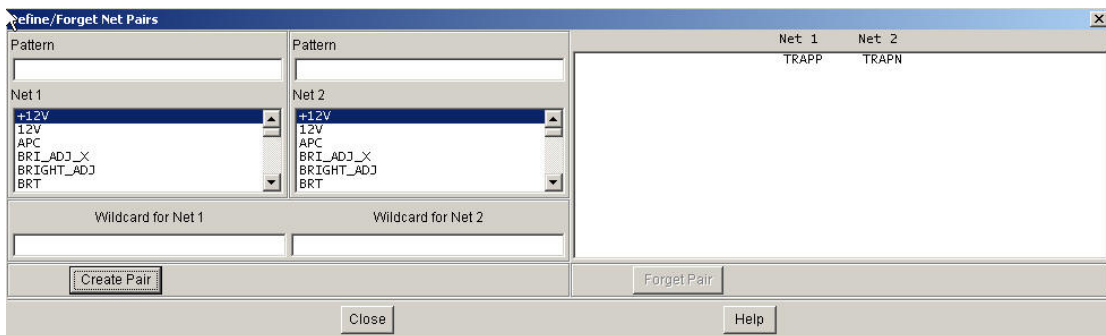 efine/Forget Net Pairs
Pattern
Pattern
Net 1
Net 2
+12V
12V
APC
BRI_ADJ_X
BRIGHT_ADJ
BRT
+12V
12V
APC
BRI_ADJ_X
BRIGHT_ADJ
BRT
Wildcard for Net 1
Wildcard for Net 2
Create Pair
Net 1 Net 2
TRAPP TRAPN
Forget Pair
Close
Help